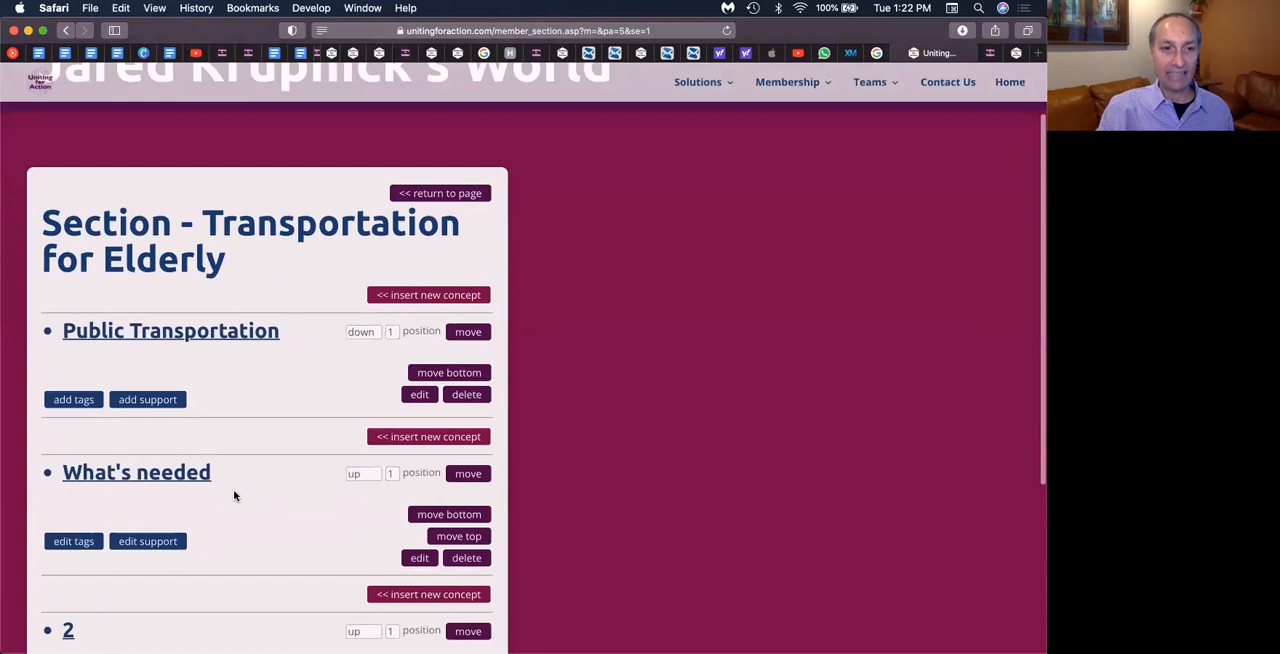 Safari File Edit View History Bookmarks Develop Window Help 100% Tue 1:22 PM
unitingforaction.com/member_section.asp?m=&pa=5&se=1
XM Uniting...
Jared Krupnick's World
Uniting for Action
Solutions Membership Teams Contact Us Home
<< return to page
Section - Transportation
for Elderly
<< insert new concept
• Public Transportation down 1 position move
move bottom
add tags add support edit delete
<< insert new concept
• What's needed up 1 position move
move bottom
move top
edit tags edit support edit delete
<< insert new concept
• 2 up 1 position move